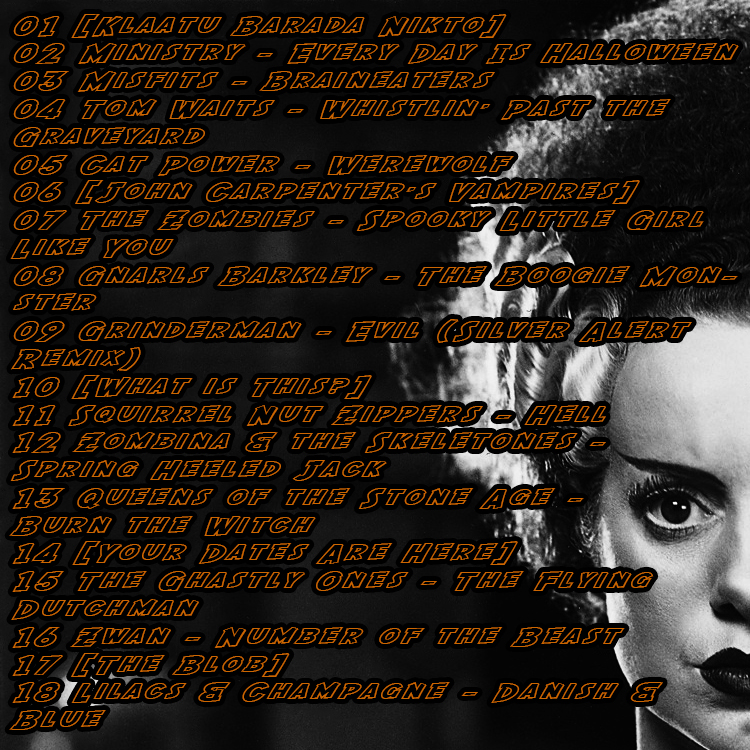 01 [Klaatu Barada Nikto]
02 Ministry - Every Day Is Halloween
03 Misfits - Braineaters
04 Tom Waits - Whistlin' Past the
Graveyard
05 Cat Power - Werewolf
06 [John Carpenter's Vampires]
07 The Zombies - Spooky Little Girl
Like You
08 Gnarls Barkley - The Boogie Mon-
ster
09 Grinderman - Evil (Silver Alert
Remix)
10 [What is This?]
11 Squirrel Nut Zippers - Hell
12 Zombina & the Skeletones -
Spring Heeled Jack
13 Queens of the Stone Age -
Burn the Witch
14 [Your Dates Are Here]
15 The Ghastly Ones - The Flying
Dutchman
16 Zwan - Number of the Beast
17 [The Blob]
18 Lilacs & Champagne - Danish &
Blue